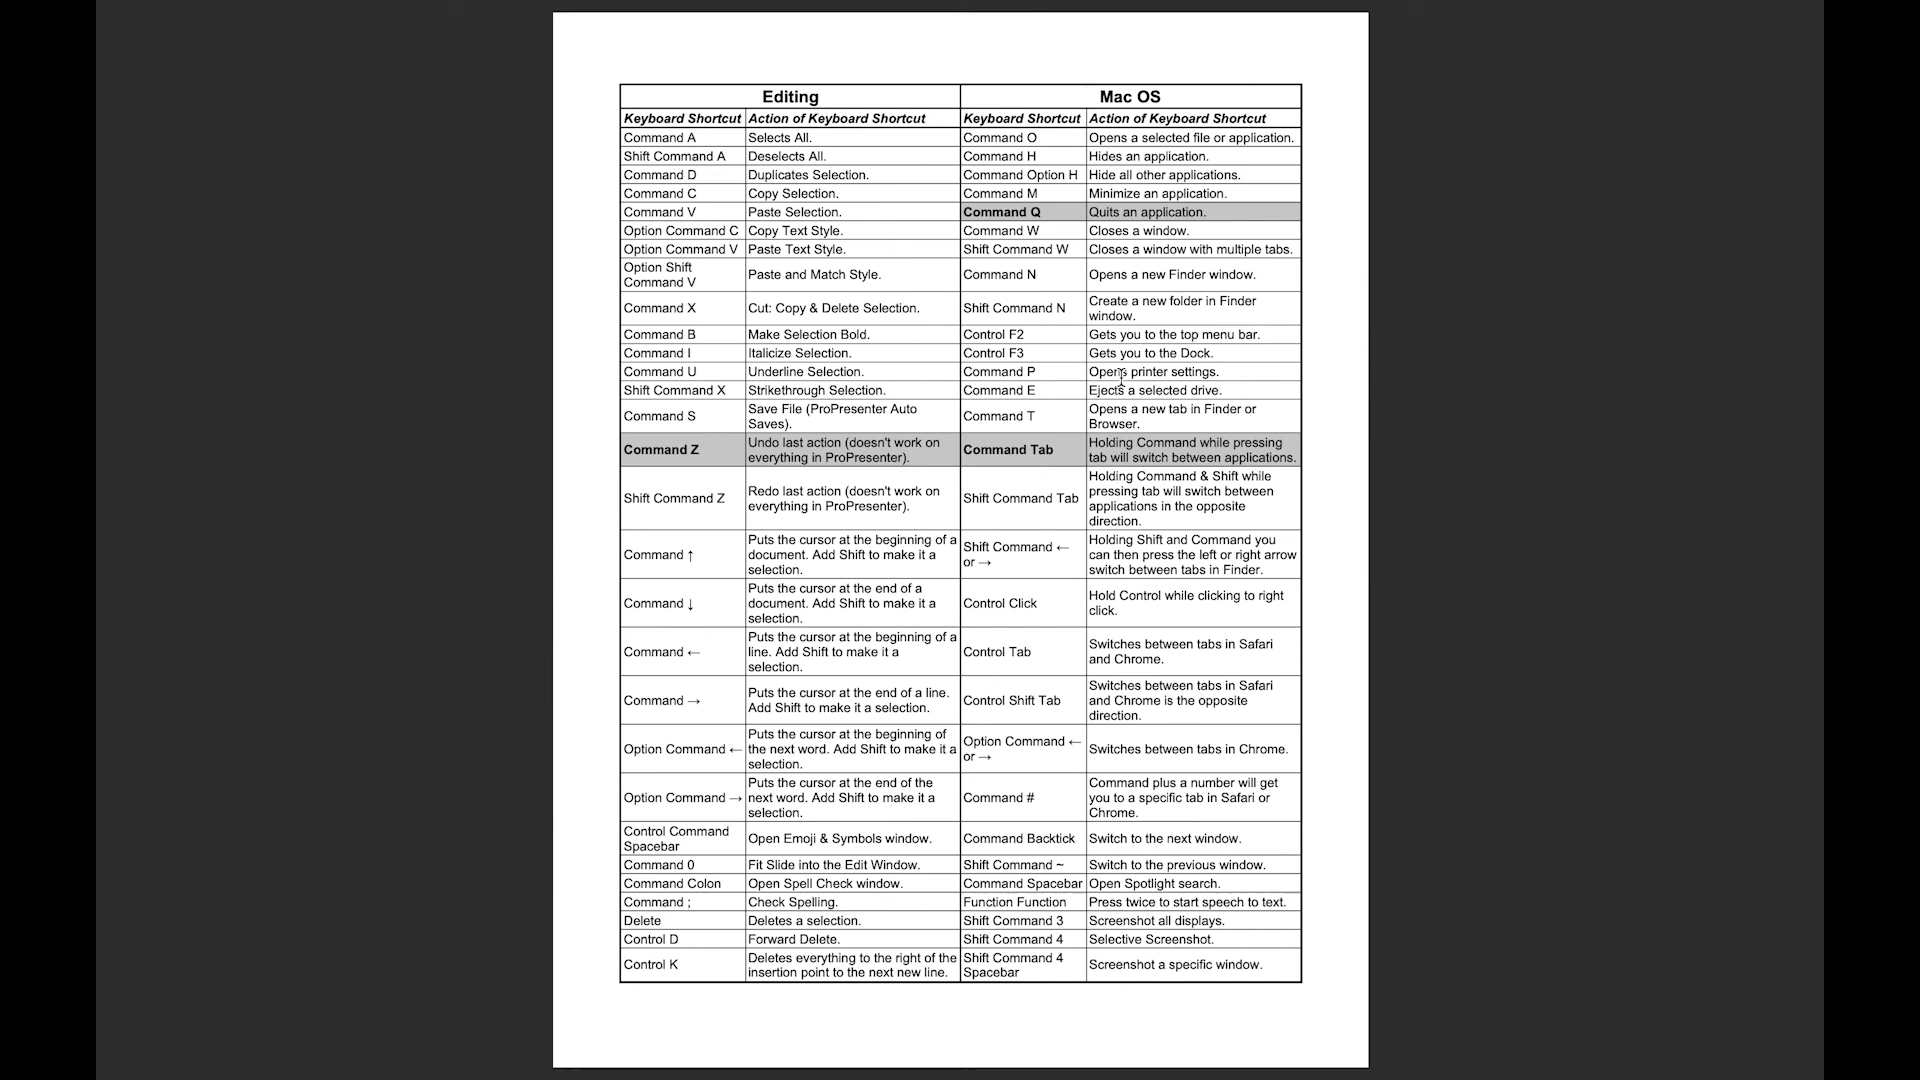 Editing Mac OS
Keyboard Shortcut Action of Keyboard Shortcut Keyboard Shortcut Action of Keyboard Shortcut
Command A Selects All. Command O Opens a selected file or application.
Shift Command A Deselects All. Command H Hides an application.
Command D Duplicates Selection. Command Option H Hide all other applications.
Command C Copy Selection. Command M Minimize an application.
Command V Paste Selection. Command Q Quits an application.
Option Command C Copy Text Style. Command W Closes a window.
Option Command V Paste Text Style. Shift Command W Closes a window with multiple tabs.
Option Shift
Command V
Paste and Match Style. Command N Opens a new Finder window.
Command X Cut: Copy & Delete Selection. Shift Command N
Create a new folder in Finder
window.
Command B Make Selection Bold. Control F2 Gets you to the top menu bar.
Command I Italicize Selection. Control F3 Gets you to the Dock.
Command U Underline Selection. Command P Opens printer settings.
Shift Command X Strikethrough Selection. Command E Ejects a selected drive.
Command S
Save File (ProPresenter Auto
Saves).
Command T
Opens a new tab in Finder or
Browser.
Command Z
Undo last action (doesn't work on
everything in ProPresenter).
Command Tab
Holding Command while pressing
tab will switch between applications.
Shift Command Z
Redo last action (doesn't work on
everything in ProPresenter).
Shift Command Tab
Holding Command & Shift while
pressing tab will switch between
applications in the opposite
direction.
Command ↑
Puts the cursor at the beginning of a
document. Add Shift to make it a
selection.
Shift Command ←
or →
Holding Shift and Command you
can then press the left or right arrow
switch between tabs in Finder.
Command ↓
Puts the cursor at the end of a
document. Add Shift to make it a
selection.
Control Click
Hold Control while clicking to right
click.
Command ←
Puts the cursor at the beginning of a
line. Add Shift to make it a
selection.
Control Tab
Switches between tabs in Safari
and Chrome.
Command →
Puts the cursor at the end of a line.
Add Shift to make it a selection.
Control Shift Tab
Switches between tabs in Safari
and Chrome is the opposite
direction.
Option Command ←
Puts the cursor at the beginning of
the next word. Add Shift to make it a
selection.
Option Command ←
or →
Switches between tabs in Chrome.
Option Command →
Puts the cursor at the end of the
next word. Add Shift to make it a
selection.
Command #
Command plus a number will get
you to a specific tab in Safari or
Chrome.
Control Command
Spacebar
Open Emoji & Symbols window. Command Backtick Switch to the next window.
Command 0 Fit Slide into the Edit Window. Shift Command ~ Switch to the previous window.
Command Colon Open Spell Check window. Command Spacebar Open Spotlight search.
Command ; Check Spelling. Function Function Press twice to start speech to text.
Delete Deletes a selection. Shift Command 3 Screenshot all displays.
Control D Forward Delete. Shift Command 4 Selective Screenshot.
Control K
Deletes everything to the right of the
insertion point to the next new line.
Shift Command 4
Spacebar
Screenshot a specific window.